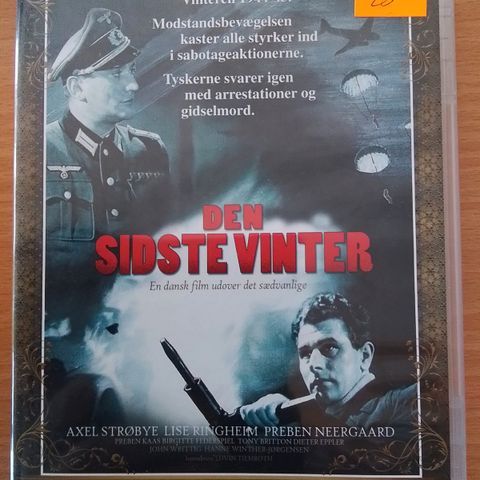 Vinteren
Modstandsbevægelsen
kaster alle styrker ind
i sabotageaktionerne.
Tyskerne svarer igen
med arrestationer og
gidselmord.
DEN
SIDSTE VINTER
En dansk film udover det sædvanlige
AXEL STRØBYE LISE RINGHEIM PREBEN NEERGAARD
PREBEN KAAS BIRGITTE FEDERSPIEL TONY BRITTON DIETER EPPLER
JOHN WITTIG HANNE WINTHER-JØRGENSEN